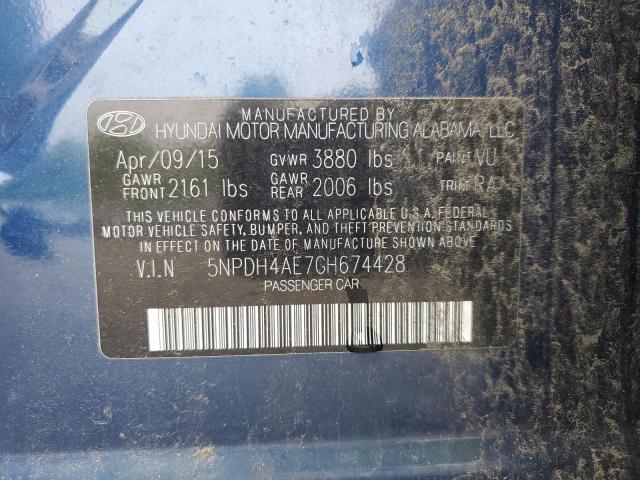 MANUFACTURED BY
HYUNDAI MOTOR MANUFACTURING ALABAMA, LLC
Apr/09/15 GVWR 3880 lbs PAINT VU
GAWR FRONT 2161 lbs GAWR REAR 2006 lbs TRIM RA
THIS VEHICLE CONFORMS TO ALL APPLICABLE U.S.A. FEDERAL
MOTOR VEHICLE SAFETY, BUMPER, AND THEFT PREVENTION STANDARDS
IN EFFECT ON THE DATE OF MANUFACTURE SHOWN ABOVE.
V.I.N 5NPDH4AE7GH674428
PASSENGER CAR